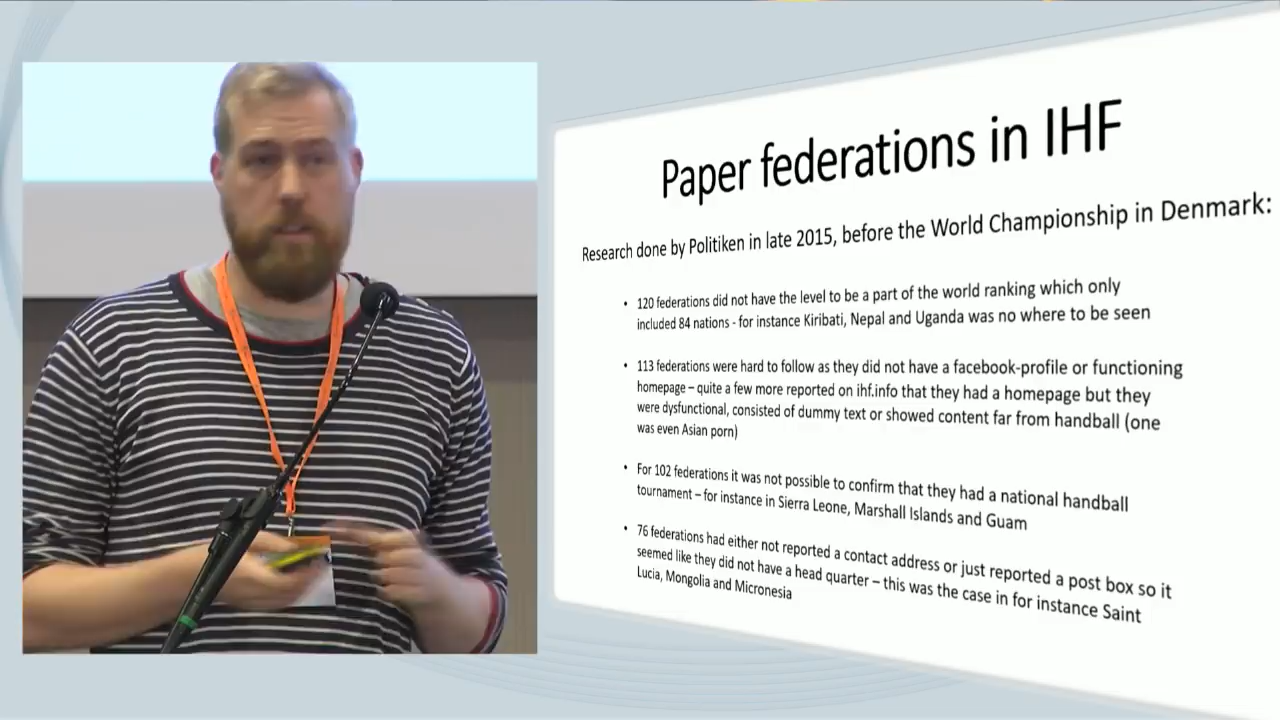 Paper federations in IHF
Research done by Politiken in late 2015, before the World Championship in Denmark:
• 120 federations did not have the level to be a part of the world ranking which only
included 84 nations - for instance Kiribati, Nepal and Uganda was no where to be seen
• 113 federations were hard to follow as they did not have a facebook-profile or functioning
homepage – quite a few more reported on ihf.info that they had a homepage but they
were dysfunctional, consisted of dummy text or showed content far from handball (one
was even Asian porn)
• For 102 federations it was not possible to confirm that they had a national handball
tournament – for instance in Sierra Leone, Marshall Islands and Guam
• 76 federations had either not reported a contact address or just reported a post box so it
seemed like they did not have a head quarter – this was the case in for instance Saint
Lucia, Mongolia and Micronesia